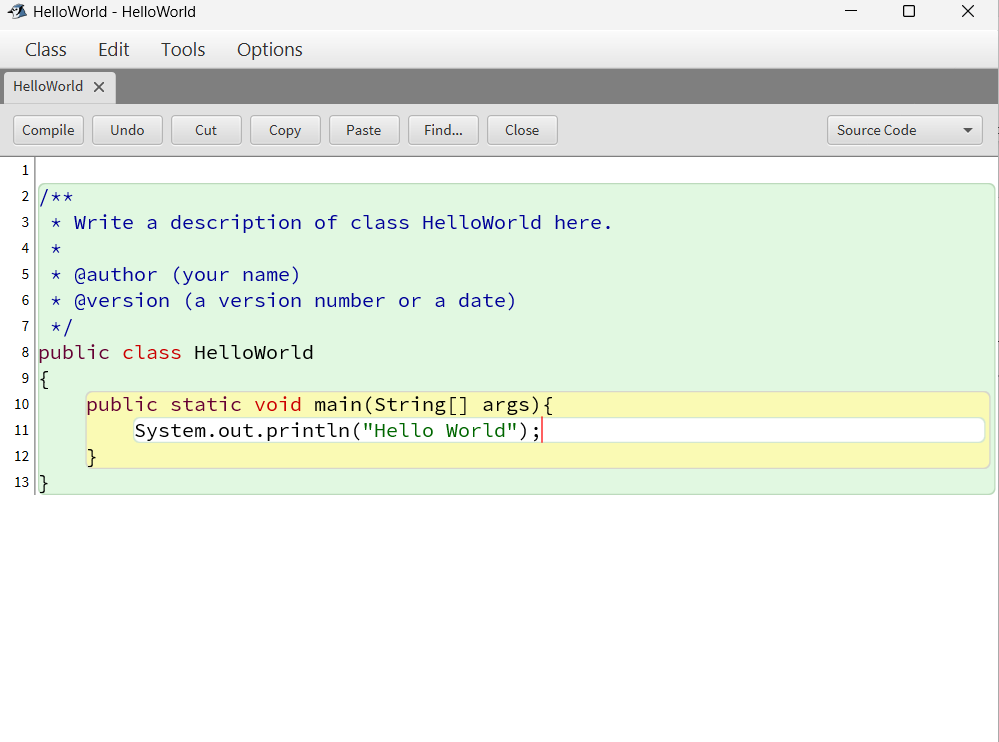 HelloWorld - HelloWorld
Class Edit Tools Options
HelloWorld
Compile Undo Cut Copy Paste Find... Close Source Code
1
2 /**
3  * Write a description of class HelloWorld here.
4  *
5  * @author (your name)
6  * @version (a version number or a date)
7  */
8 public class HelloWorld
9 {
10     public static void main(String[] args){
11         System.out.println("Hello World");
12     }
13 }